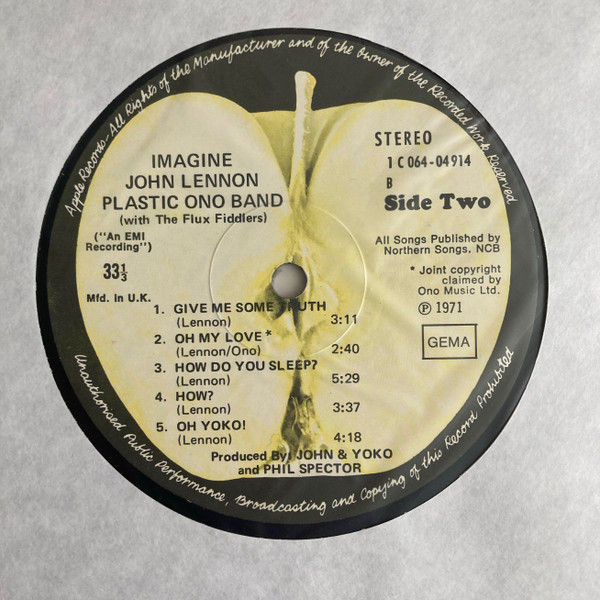 Apple Records-All Rights of the Manufacturer and of the Owner of the Recorded Work Reserved.
IMAGINE
JOHN LENNON
PLASTIC ONO BAND
(with The Flux Fiddlers)
("An EMI
Recording")
33⅓
Mfd. In U.K.
STEREO
1 C 064-04914
B
Side Two
All Songs Published by
Northern Songs. NCB
* Joint copyright
claimed by
Ono Music Ltd.
Ⓟ 1971
GEMA
1. GIVE ME SOME TRUTH
(Lennon) 3:11
2. OH MY LOVE *
(Lennon/Ono) 2:40
3. HOW DO YOU SLEEP?
(Lennon) 5:29
4. HOW?
(Lennon) 3:37
5. OH YOKO!
(Lennon) 4:18
Produced By: JOHN & YOKO
and PHIL SPECTOR
Unauthorised Public Performance, Broadcasting and Copying of this Record Prohibited